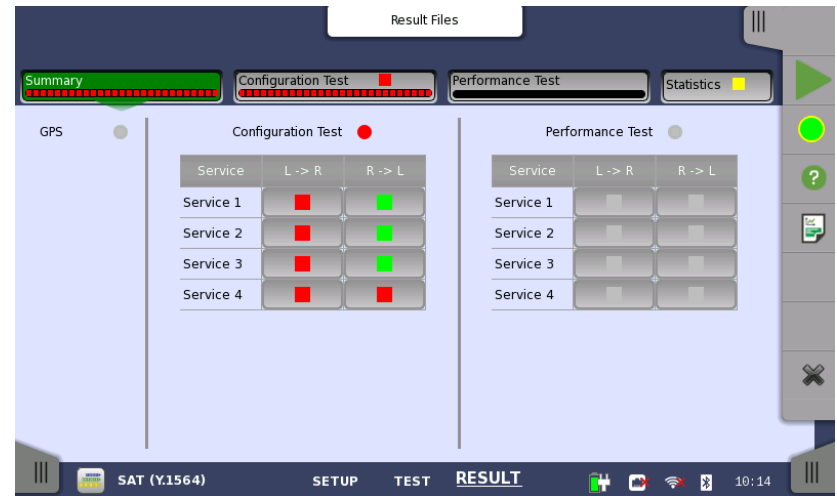 Result Files
Summary
Configuration Test
Performance Test
Statistics
GPS
Configuration Test
Performance Test
Service L -> R R -> L
Service 1
Service 2
Service 3
Service 4
Service L -> R R -> L
Service 1
Service 2
Service 3
Service 4
SAT (Y.1564) SETUP TEST RESULT 10:14